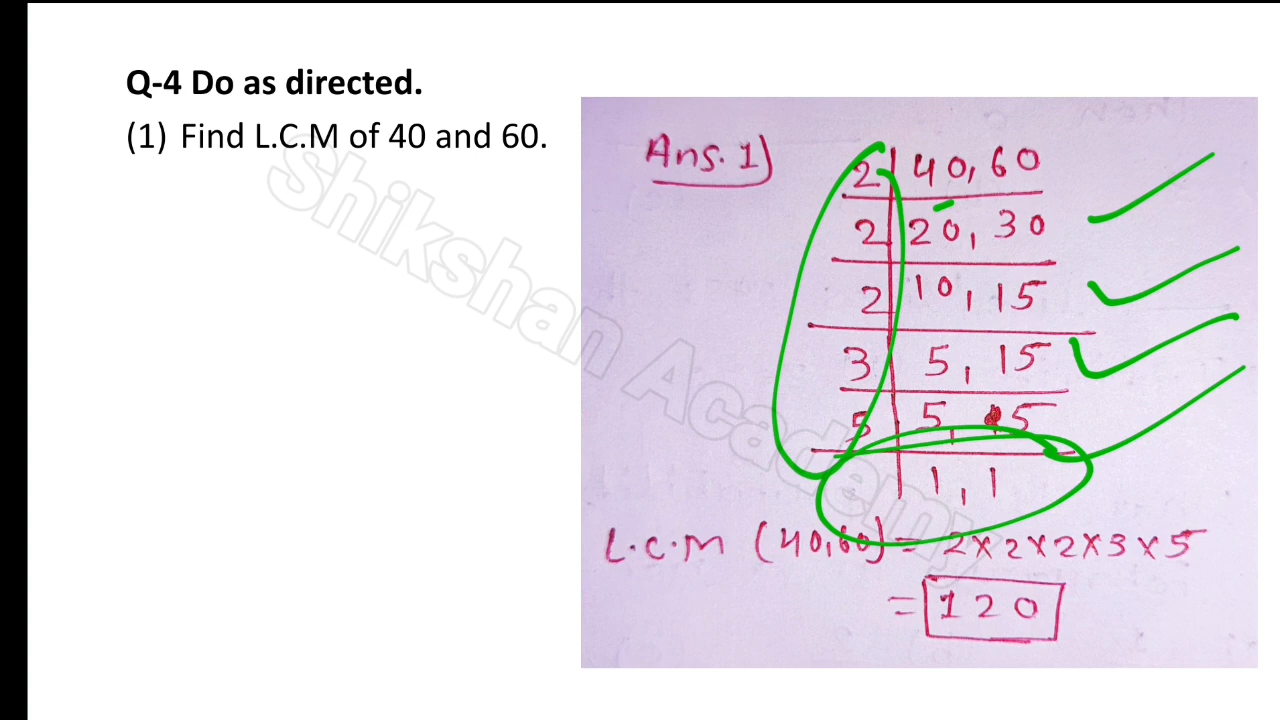 Q-4 Do as directed.
(1) Find L.C.M of 40 and 60.
Shikshan Academy
Ans. 1)
2 | 40, 60
2 | 20, 30
2 | 10, 15
3 | 5, 15
5 | 5, 5
1, 1
L.C.M (40,60) = 2×2×2×3×5
= 120